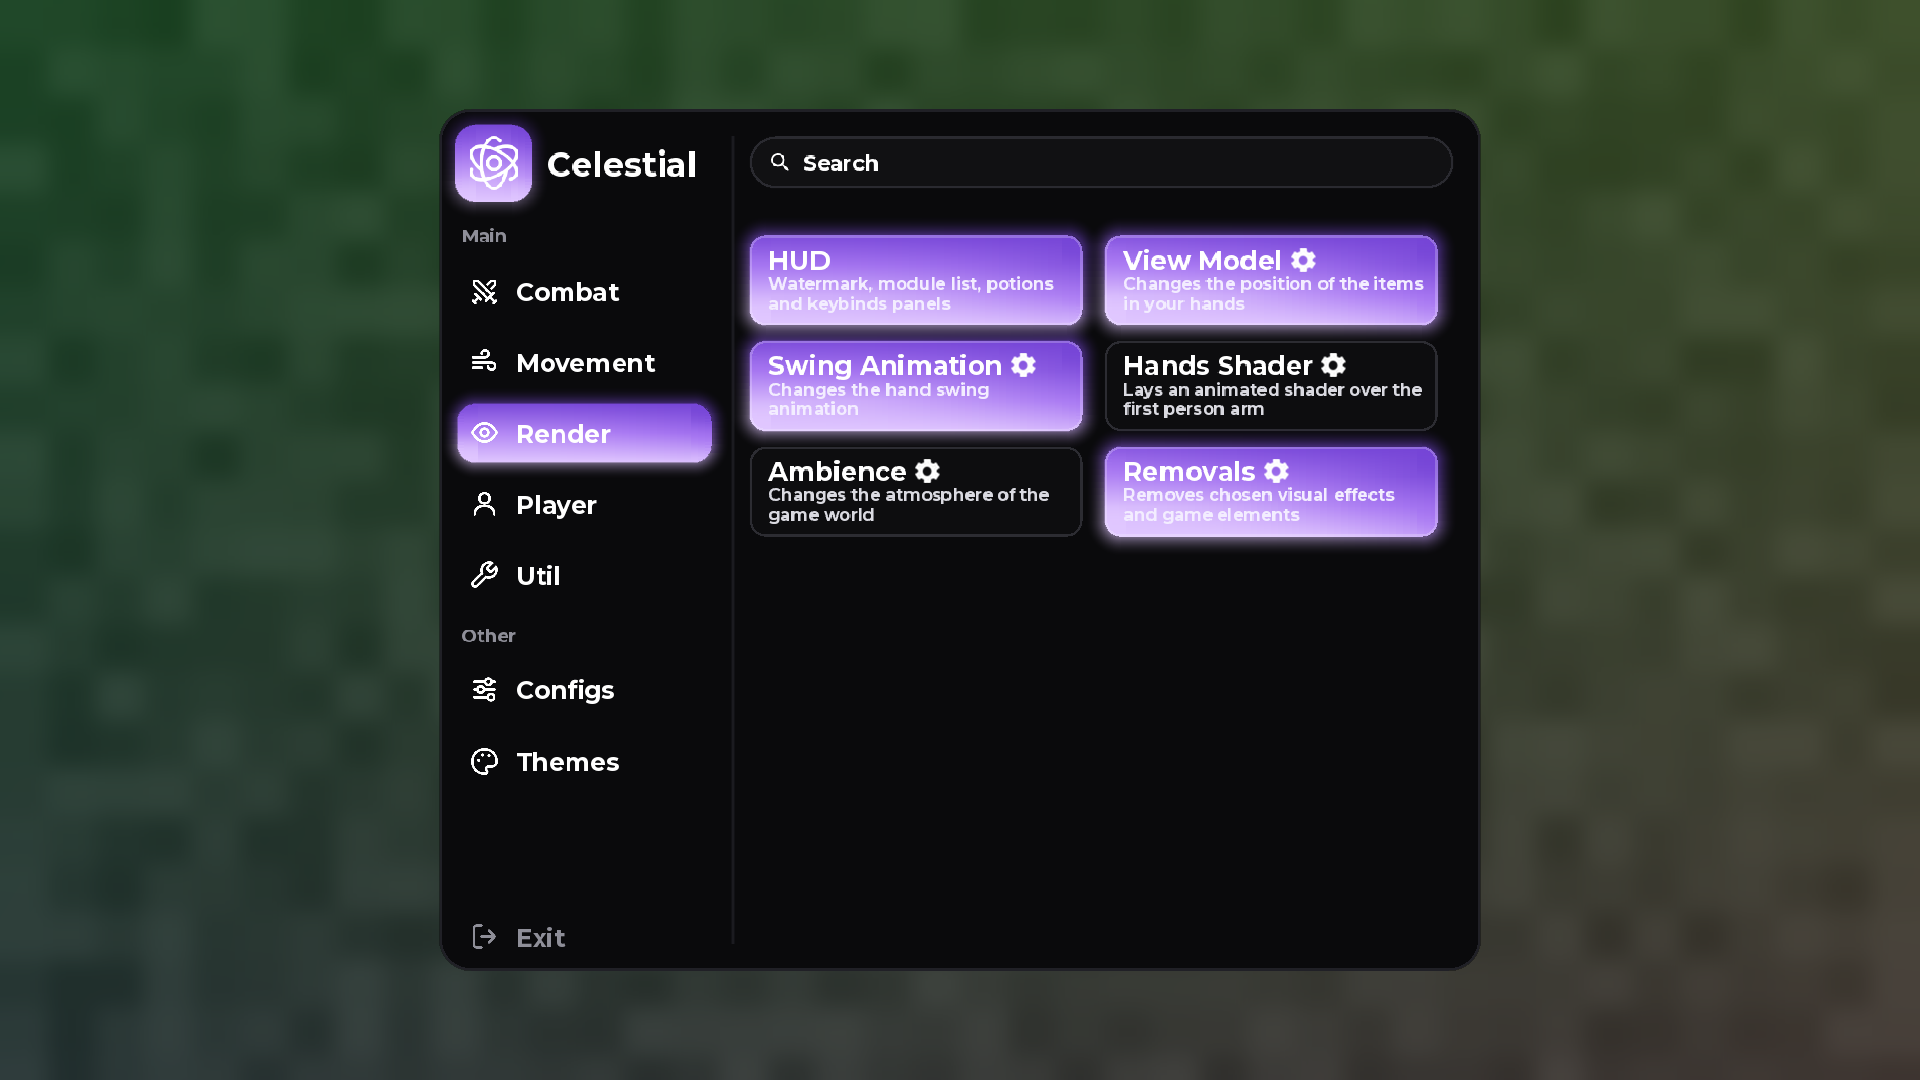 Celestial
Main
Combat
Movement
Render
Player
Util
Other
Configs
Themes
Exit
Search
HUD
Watermark, module list, potions
and keybinds panels
View Model
Changes the position of the items
in your hands
Swing Animation
Changes the hand swing
animation
Hands Shader
Lays an animated shader over the
first person arm
Ambience
Changes the atmosphere of the
game world
Removals
Removes chosen visual effects
and game elements